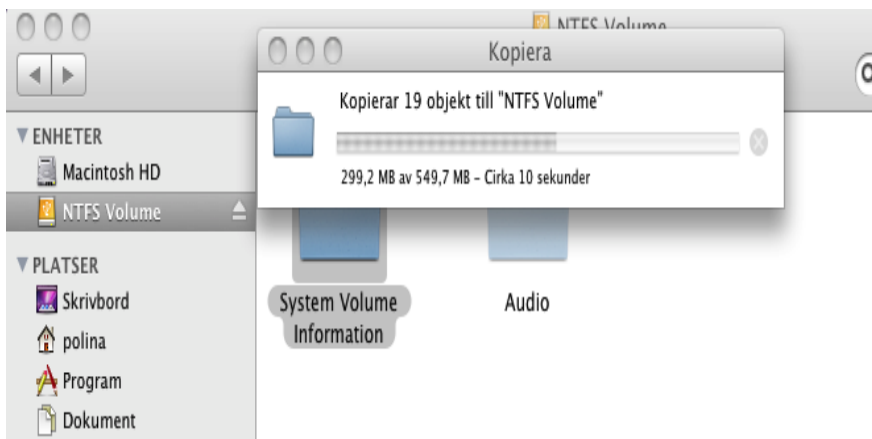 NTFS Volume
Kopiera
Kopierar 19 objekt till "NTFS Volume"
299,2 MB av 549,7 MB – Cirka 10 sekunder
ENHETER
Macintosh HD
NTFS Volume
PLATSER
Skrivbord
polina
Program
Dokument
System Volume
Information
Audio